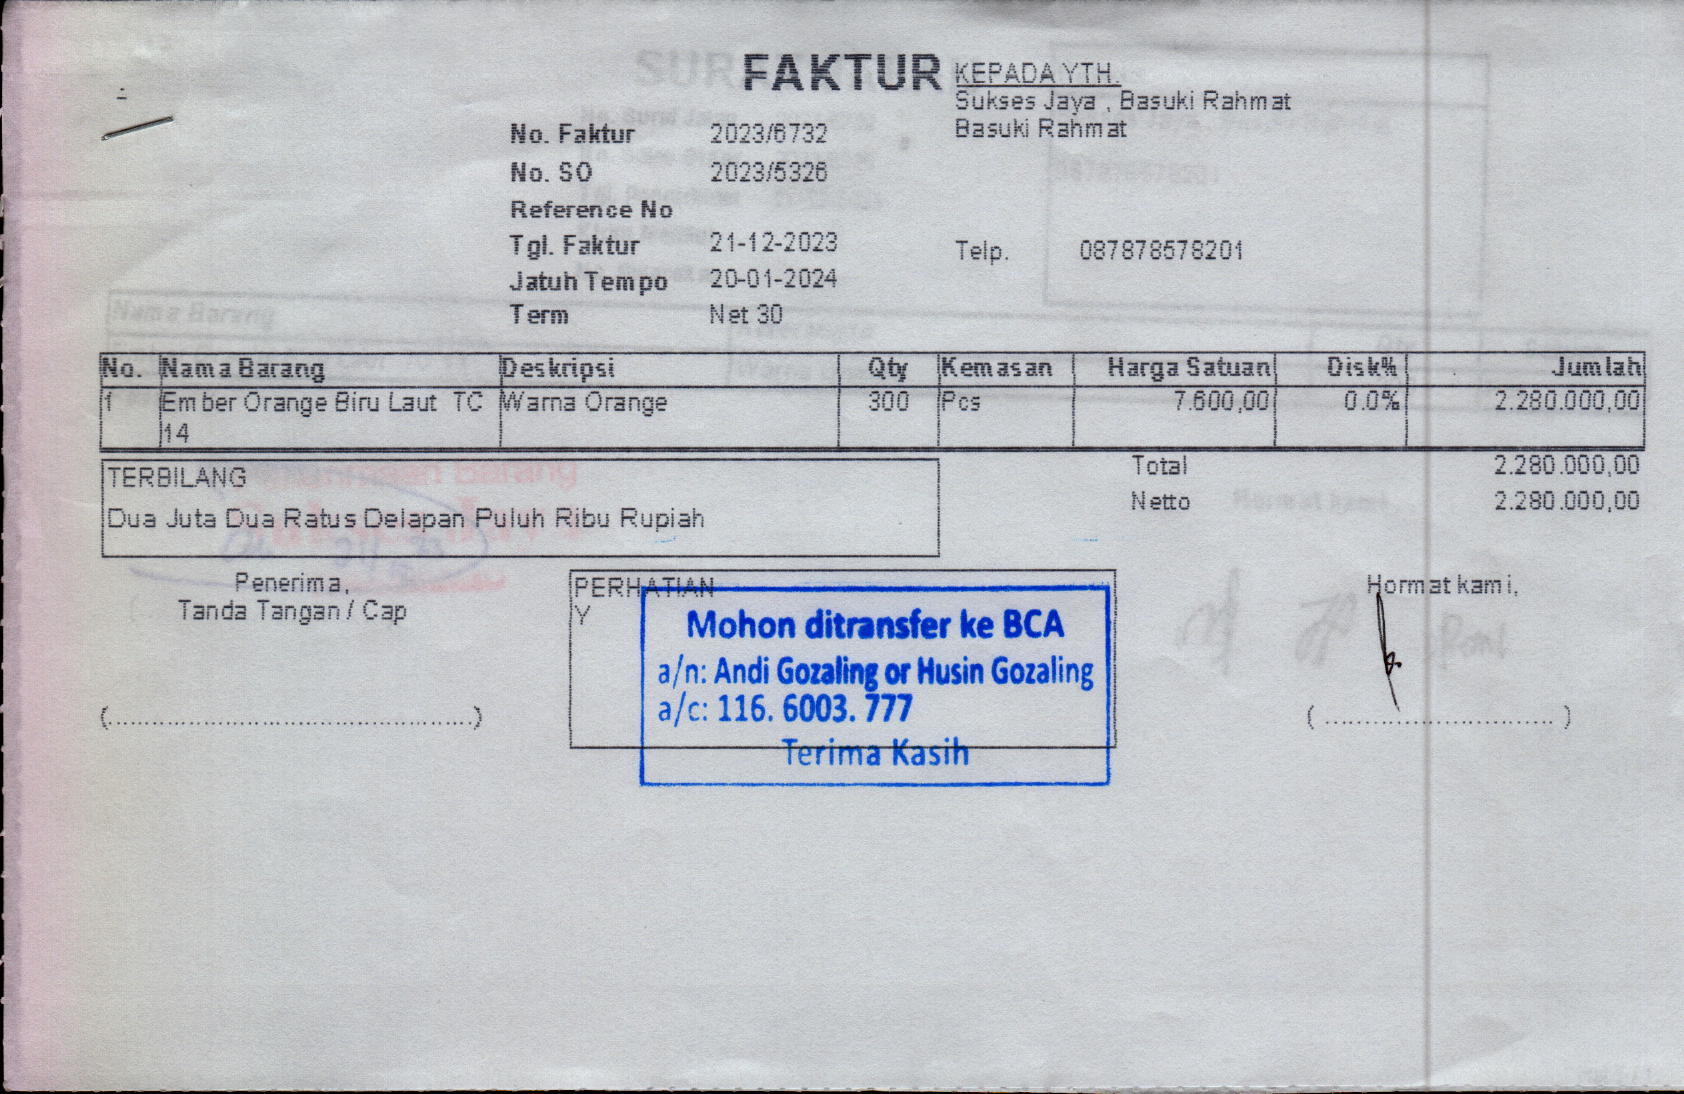 FAKTUR
KEPADA YTH.
Sukses Jaya , Basuki Rahmat
Basuki Rahmat
No. Faktur 2023/6732
No. SO 2023/5326
Reference No
Tgl. Faktur 21-12-2023
Telp. 087878578201
Jatuh Tempo 20-01-2024
Term Net 30
No. Nama Barang Deskripsi Qty Kemasan Harga Satuan Disk% Jumlah
1 Ember Orange Biru Laut TC Warna Orange 300 Pcs 7.600,00 0.0% 2.280.000,00
14
TERBILANG
Dua Juta Dua Ratus Delapan Puluh Ribu Rupiah
Total 2.280.000,00
Netto 2.280.000,00
Penerima,
Tanda Tangan / Cap
(..............................................)
PERHATIAN
Y
Mohon ditransfer ke BCA
a/n: Andi Gozaling or Husin Gozaling
a/c: 116. 6003. 777
Terima Kasih
Hormat kami,
( ............................. )